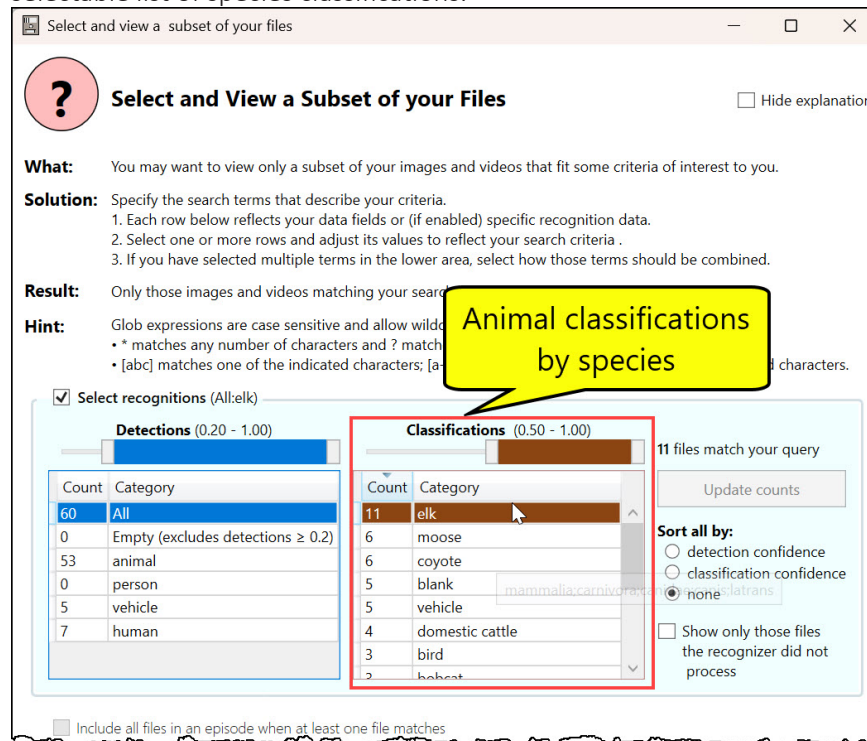 Select and view a subset of your files
Select and View a Subset of your Files
Hide explanation
What: You may want to view only a subset of your images and videos that fit some criteria of interest to you.
Solution: Specify the search terms that describe your criteria.
1. Each row below reflects your data fields or (if enabled) specific recognition data.
2. Select one or more rows and adjust its values to reflect your search criteria .
3. If you have selected multiple terms in the lower area, select how those terms should be combined.
Result: Only those images and videos matching your
Hint: Glob expressions are case sensitive and allow
• * matches any number of characters and ?
• [abc] matches one of the indicated characters; characters.
Animal classifications
by species
Select recognitions (All:elk)
Detections (0.20 - 1.00)
Count Category
60 All
0 Empty (excludes detections ≥ 0.2)
53 animal
0 person
5 vehicle
7 human
Classifications (0.50 - 1.00)
Count Category
11 elk
6 moose
6 coyote
5 blank
5 vehicle
4 domestic cattle
3 bird
bobcat
mammalia;carnivora;canidae;canis;latrans
11 files match your query
Update counts
Sort all by:
detection confidence
classification confidence
none
Show only those files
the recognizer did not
process
Include all files in an episode when at least one file matches